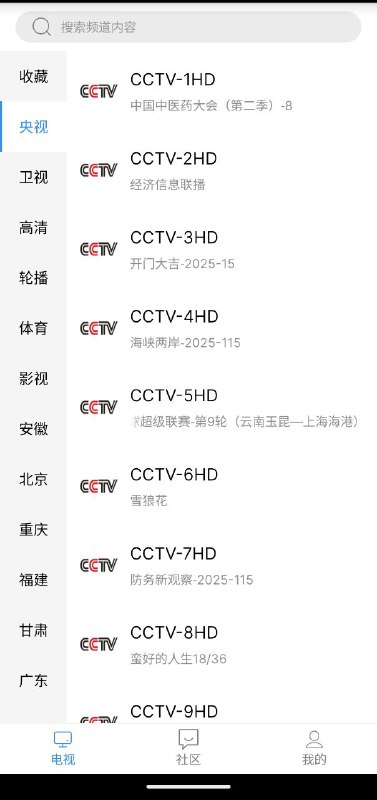 搜索频道内容
收藏
央视
卫视
高清
轮播
体育
影视
安徽
北京
重庆
福建
甘肃
广东
CCTV CCTV-1HD
中国中医药大会（第二季）-8
CCTV CCTV-2HD
经济信息联播
CCTV CCTV-3HD
开门大吉-2025-15
CCTV CCTV-4HD
海峡两岸-2025-115
CCTV CCTV-5HD
超级联赛-第9轮（云南玉昆—上海海港）
CCTV CCTV-6HD
雪狼花
CCTV CCTV-7HD
防务新观察-2025-115
CCTV CCTV-8HD
蛮好的人生18/36
CCTV CCTV-9HD
电视
社区
我的